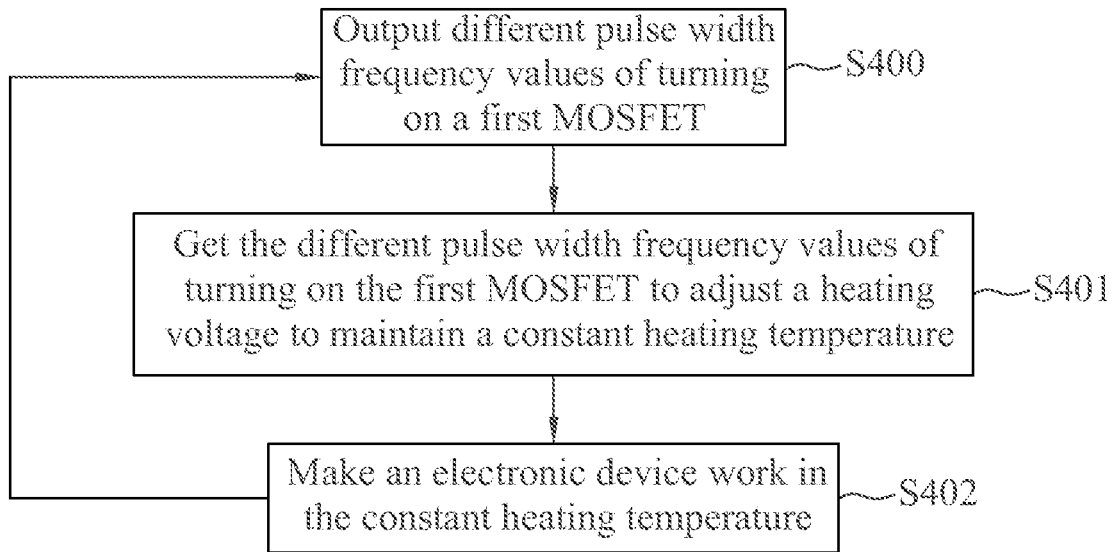 Output different pulse width
frequency values of turning
on a first MOSFET
S400
Get the different pulse width frequency values of
turning on the first MOSFET to adjust a heating
voltage to maintain a constant heating temperature
S401
Make an electronic device work in
the constant heating temperature
S402